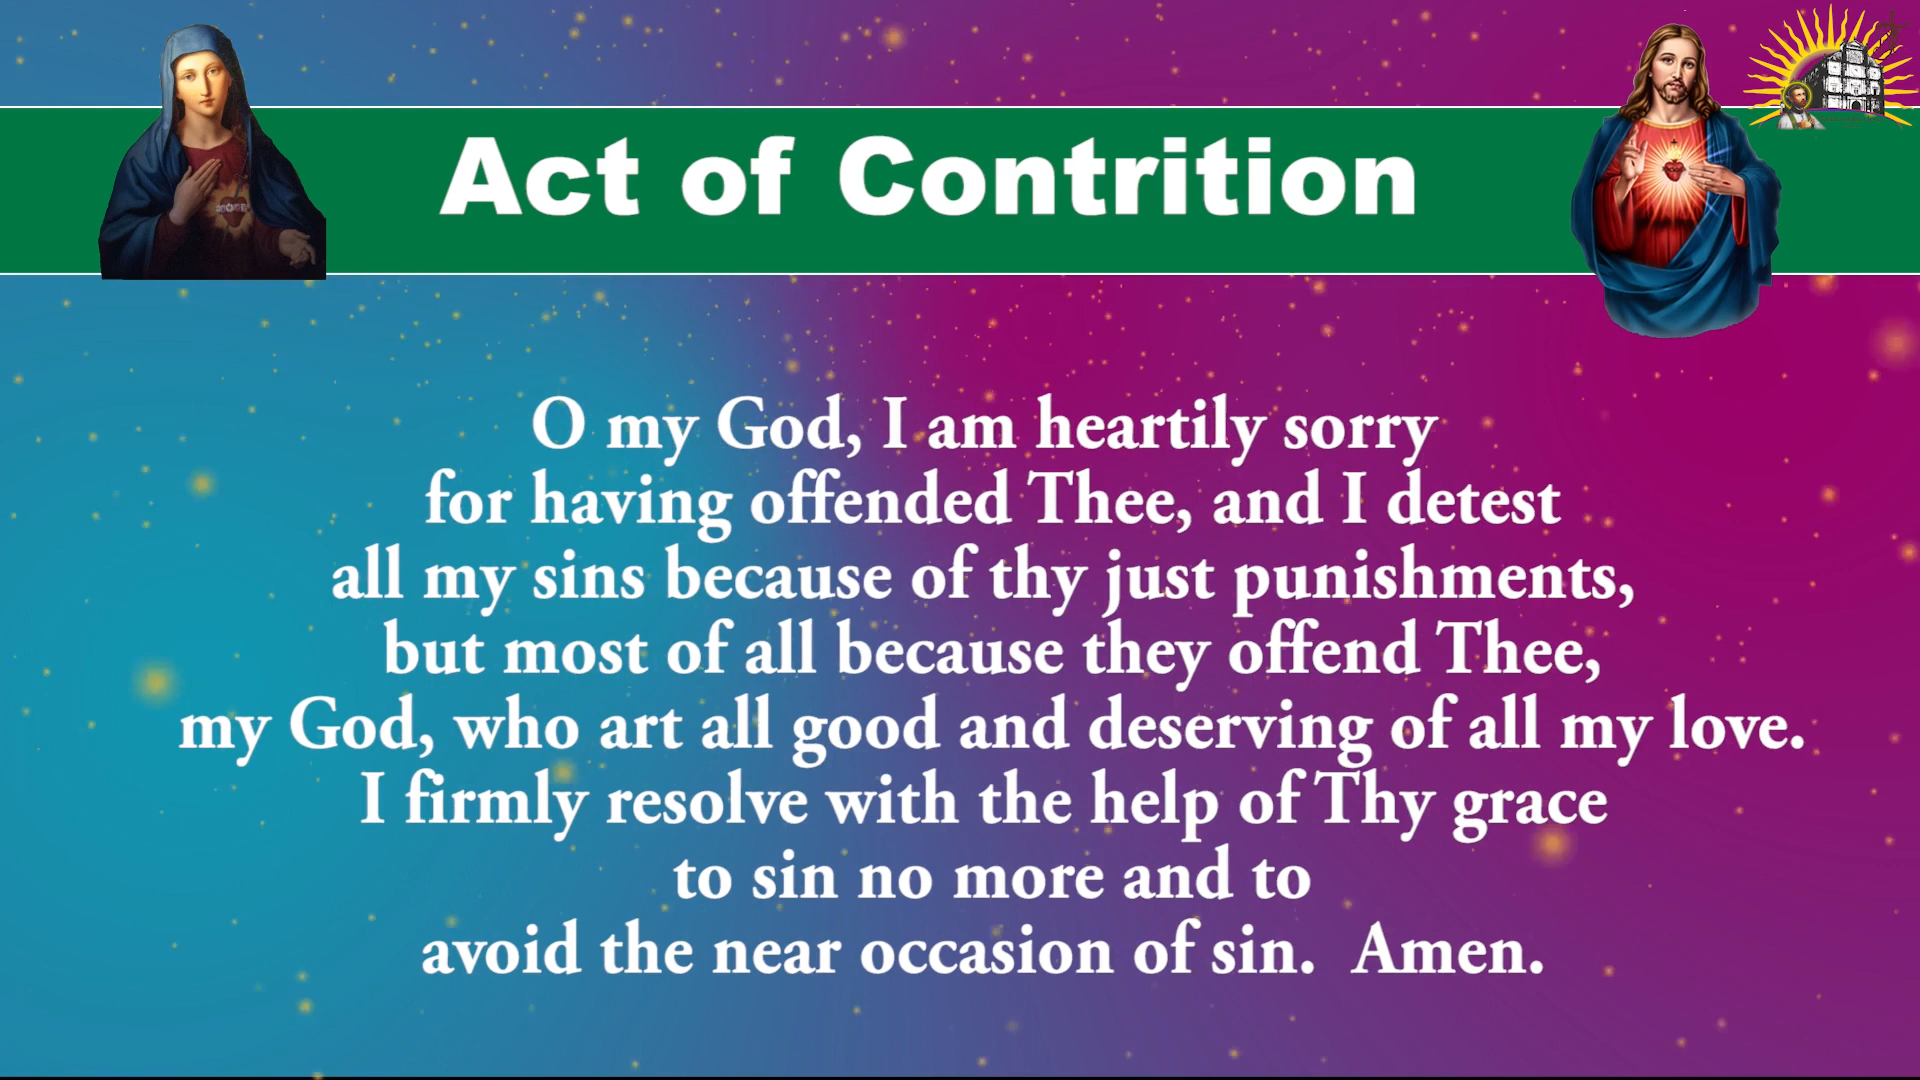 Act of Contrition
O my God, I am heartily sorry
for having offended Thee, and I detest
all my sins because of thy just punishments,
but most of all because they offend Thee,
my God, who art all good and deserving of all my love.
I firmly resolve with the help of Thy grace
to sin no more and to
avoid the near occasion of sin.  Amen.